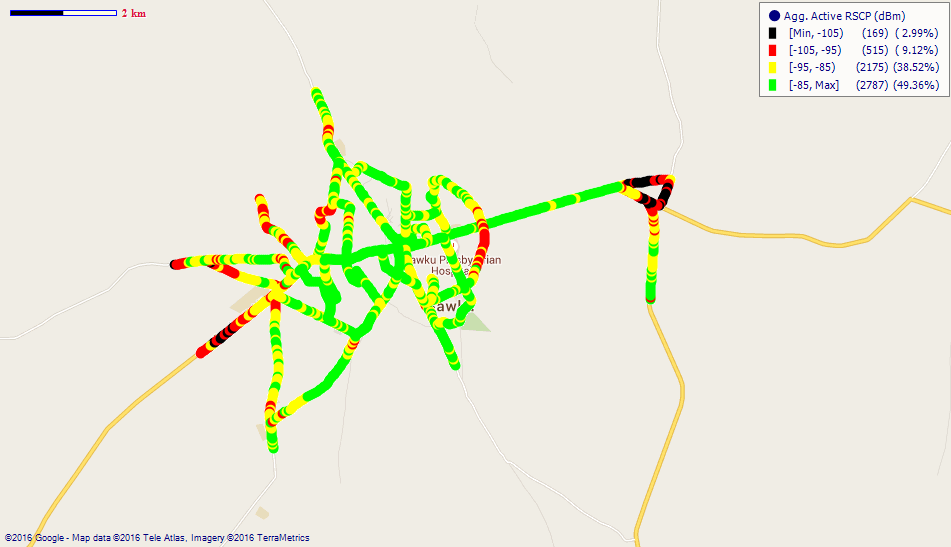 2 km
Agg. Active RSCP (dBm)
[Min, -105) (169) ( 2.99%)
[-105, -95) (515) ( 9.12%)
[-95, -85) (2175) (38.52%)
[-85, Max] (2787) (49.36%)
©2016 Google - Map data ©2016 Tele Atlas, Imagery ©2016 TerraMetrics